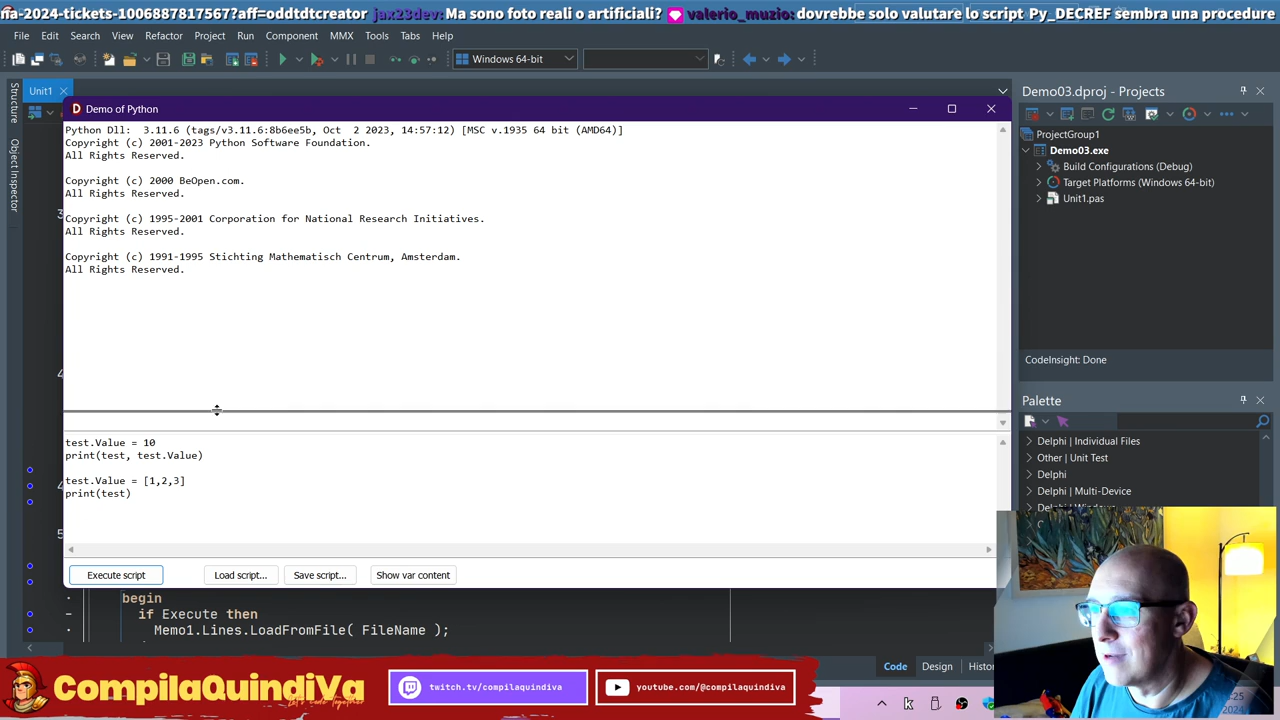 na-2024-tickets-1006887817567?aff=oddtdtcreator jax23dev: Ma sono foto reali o artificiali? valerio_muzio: dovrebbe solo valutare lo script Py_DECREF sembra una procedure
File Edit Search View Refactor Project Run Component MMX Tools Tabs Help
Windows 64-bit
Unit1
Structure
Object Inspector
Demo of Python
Python Dll: 3.11.6 (tags/v3.11.6:8b6ee5b, Oct 2 2023, 14:57:12) [MSC v.1935 64 bit (AMD64)]
Copyright (c) 2001-2023 Python Software Foundation.
All Rights Reserved.
Copyright (c) 2000 BeOpen.com.
All Rights Reserved.
Copyright (c) 1995-2001 Corporation for National Research Initiatives.
All Rights Reserved.
Copyright (c) 1991-1995 Stichting Mathematisch Centrum, Amsterdam.
All Rights Reserved.
test.Value = 10
print(test, test.Value)
test.Value = [1,2,3]
print(test)
Execute script Load script... Save script... Show var content
begin
if Execute then
Memo1.Lines.LoadFromFile( FileName );
Code Design
Demo03.dproj - Projects
ProjectGroup1
Demo03.exe
Build Configurations (Debug)
Target Platforms (Windows 64-bit)
Unit1.pas
CodeInsight: Done
Palette
Delphi | Individual Files
Other | Unit Test
Delphi
Delphi | Multi-Device
CompilaQuindiVa
twitch.tv/compilaquindiva
youtube.com/@compilaquindiva